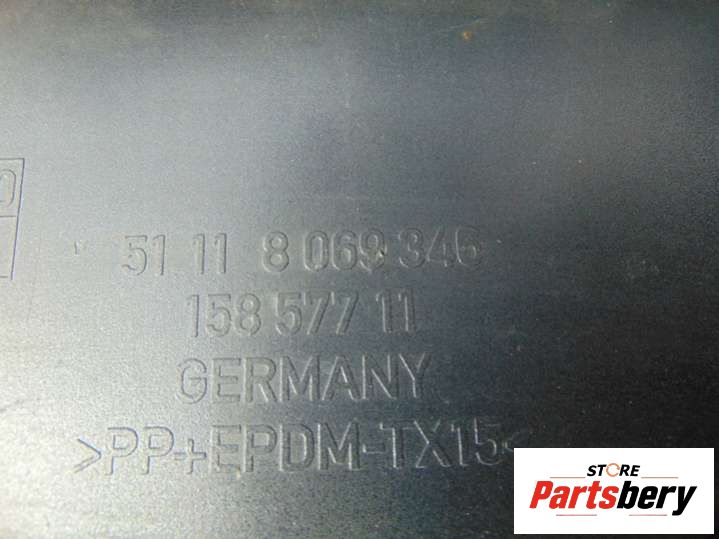 51 11 8 069 346
158 577 11
GERMANY
>PP+EPDM-TX15<
STORE
Partsbery